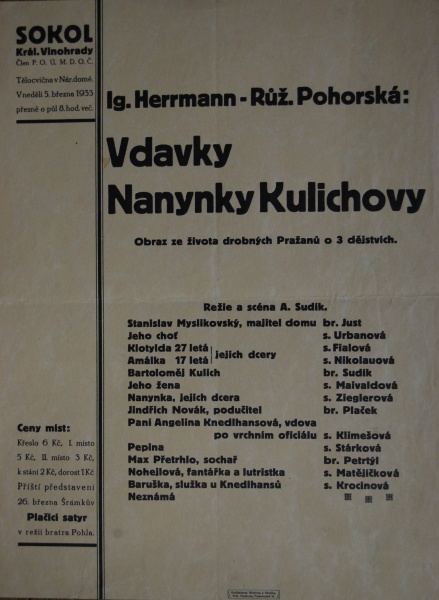 SOKOL
Král. Vinohrady
Člen P. O. Ú. M. D. O. Č.
Tělocvična v Nár. domě.
V neděli 5. března 1933
přesně o půl 8. hod. več.
Ig. Herrmann - Růž. Pohorská:
Vdavky
Nanynky Kulichovy
Obraz ze života drobných Pražanů o 3 dějstvích.
Režie a scéna A. Sudik.
Stanislav Myslikovský, majitel domu br. Just
Jeho choť s. Urbanová
Klotylda 27 letá s. Fialová
jejich dcery
Amálka 17 letá s. Nikolauová
Bartoloměj Kulich br. Sudik
Jeho žena s. Maivaldová
Nanynka, jejich dcera s. Zieglerová
Jindřich Novák, podučitel br. Plaček
Paní Angelina Knedlhansová, vdova
po vrchním oficiálu s. Klimešová
Pepina s. Stárková
Max Přetrhlo, sochař br. Petrtýl
Nohejlová, fantářka a lutristka s. Matějíčková
Baruška, služka u Knedlhansů s. Krocinová
Neznámá
Ceny míst:
Křeslo 6 Kč, I. místo
5 Kč, II. místo 3 Kč,
k stání 2 Kč, dorost 1 Kč
Příští představení
26. března Šrámkův
Plačící satyr
v režii bratra Pohla.